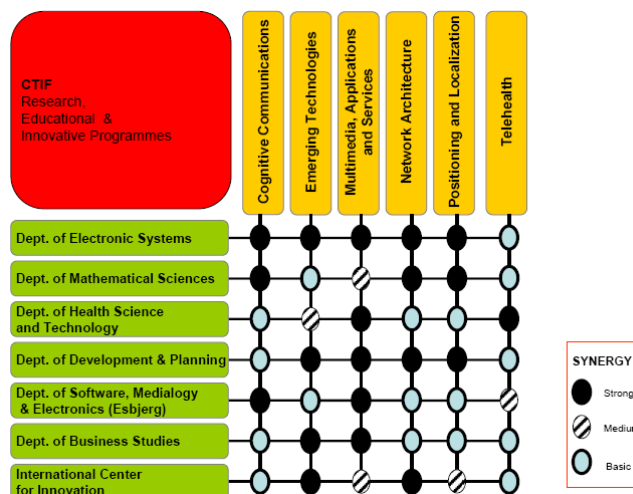 CTIF
Research,
Educational &
Innovative Programmes
Cognitive Communications
Emerging Technologies
Multimedia, Applications
and Services
Network Architecture
Positioning and Localization
Telehealth
Dept. of Electronic Systems
Dept. of Mathematical Sciences
Dept. of Health Science
and Technology
Dept. of Development & Planning
Dept. of Software, Medialogy
& Electronics (Esbjerg)
Dept. of Business Studies
International Center
for Innovation
SYNERGY
Strong
Medium
Basic